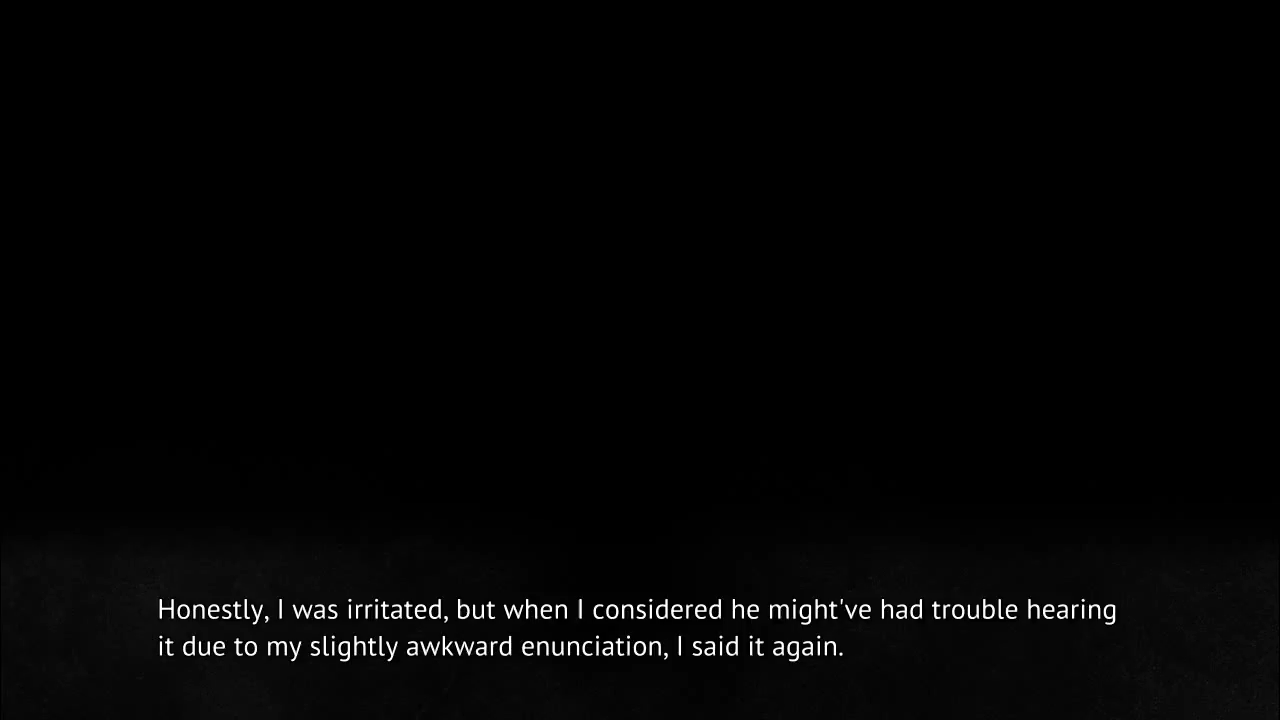 Honestly, I was irritated, but when I considered he might've had trouble hearing
it due to my slightly awkward enunciation, I said it again.